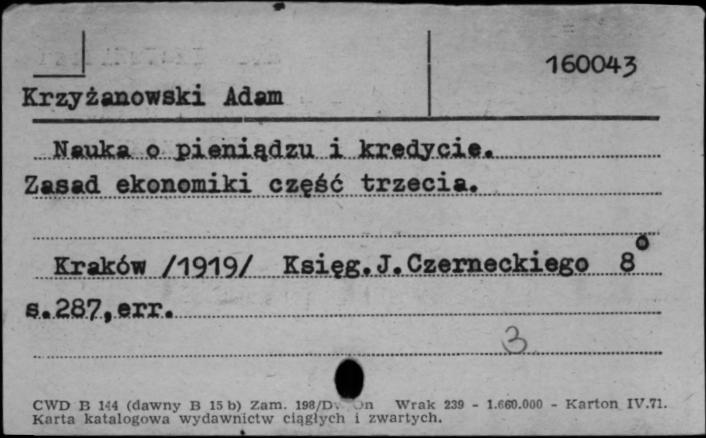 160043
Krzyżanowski Adam
Nauka o pieniądzu i kredycie.
Zasad ekonomiki część trzecia.
Kraków /1919/ Księg.J.Czerneckiego 8°
s.287,err.
3
CWD B 144 (dawny B 15 b) Zam. 198/D Wrak 239 - 1.660.000 - Karton IV.71.
Karta katalogowa wydawnictw ciągłych i zwartych.